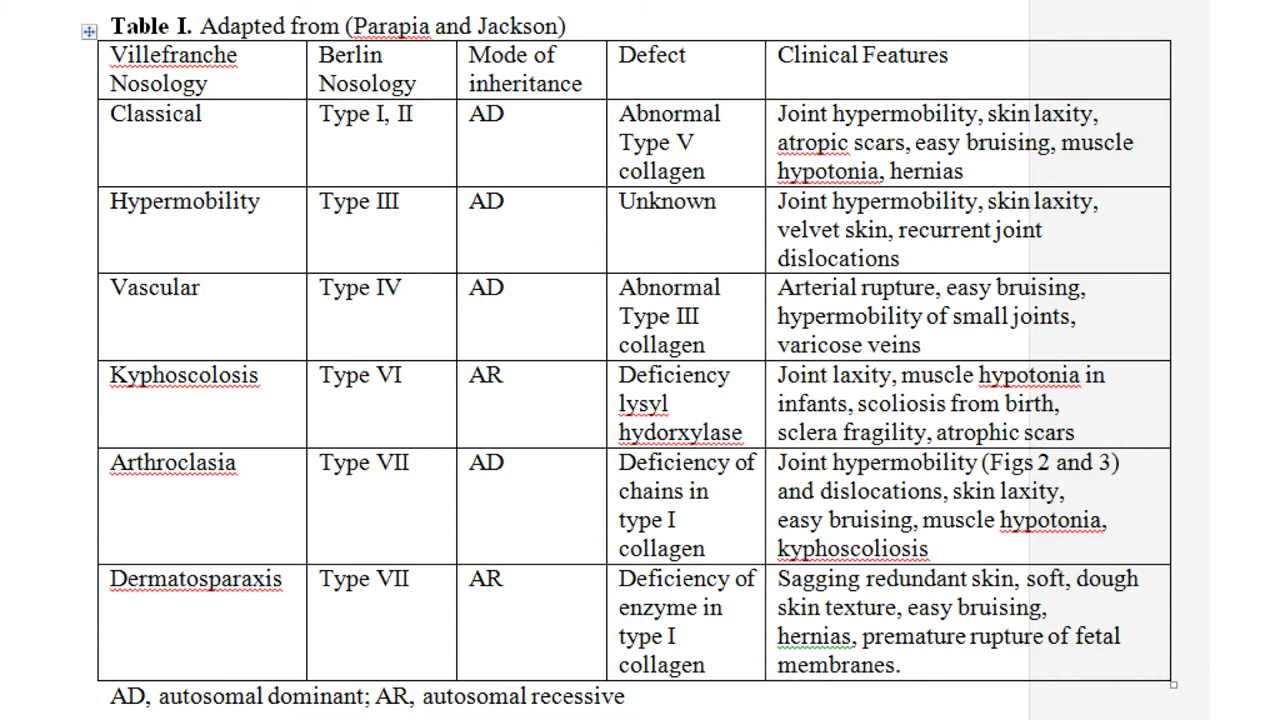 Table I. Adapted from (Parapia and Jackson)
Villefranche Nosology | Berlin Nosology | Mode of inheritance | Defect | Clinical Features
Classical | Type I, II | AD | Abnormal Type V collagen | Joint hypermobility, skin laxity, atropic scars, easy bruising, muscle hypotonia, hernias
Hypermobility | Type III | AD | Unknown | Joint hypermobility, skin laxity, velvet skin, recurrent joint dislocations
Vascular | Type IV | AD | Abnormal Type III collagen | Arterial rupture, easy bruising, hypermobility of small joints, varicose veins
Kyphoscolosis | Type VI | AR | Deficiency lysyl hydorxylase | Joint laxity, muscle hypotonia in infants, scoliosis from birth, sclera fragility, atrophic scars
Arthroclasia | Type VII | AD | Deficiency of chains in type I collagen | Joint hypermobility (Figs 2 and 3) and dislocations, skin laxity, easy bruising, muscle hypotonia, kyphoscoliosis
Dermatosparaxis | Type VII | AR | Deficiency of enzyme in type I collagen | Sagging redundant skin, soft, dough skin texture, easy bruising, hernias, premature rupture of fetal membranes.
AD, autosomal dominant; AR, autosomal recessive